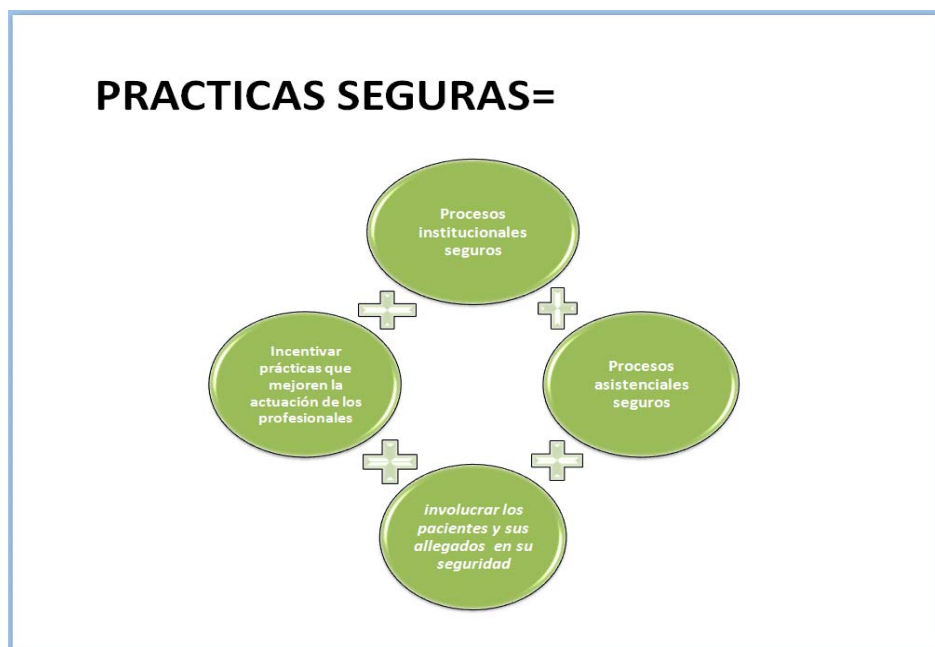 PRACTICAS SEGURAS=
Procesos
institucionales
seguros
Incentivar
prácticas que
mejoren la
actuación de los
profesionales
Procesos
asistenciales
seguros
involucrar los
pacientes y sus
allegados en su
seguridad